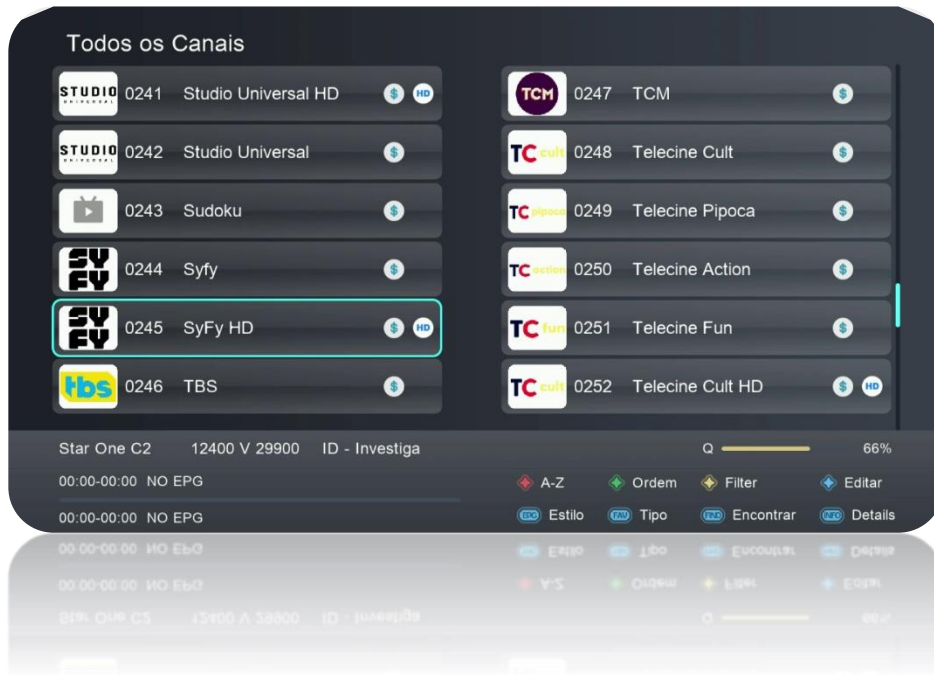 Todos os Canais
STUDIO UNIVERSAL 0241 Studio Universal HD $ HD
STUDIO UNIVERSAL 0242 Studio Universal $
0243 Sudoku $
SYFY 0244 Syfy $
SYFY 0245 SyFy HD $ HD
tbs 0246 TBS $
TCM 0247 TCM $
TC cult 0248 Telecine Cult $
TC pipoca 0249 Telecine Pipoca $
TC action 0250 Telecine Action $
TC fun 0251 Telecine Fun $
TC cult 0252 Telecine Cult HD $ HD
Star One C2 12400 V 29900 ID - Investiga
00:00-00:00 NO EPG
00:00-00:00 NO EPG
Q 66%
A-Z Ordem Filter Editar
EPG Estilo FAV Tipo FIND Encontrar INFO Details